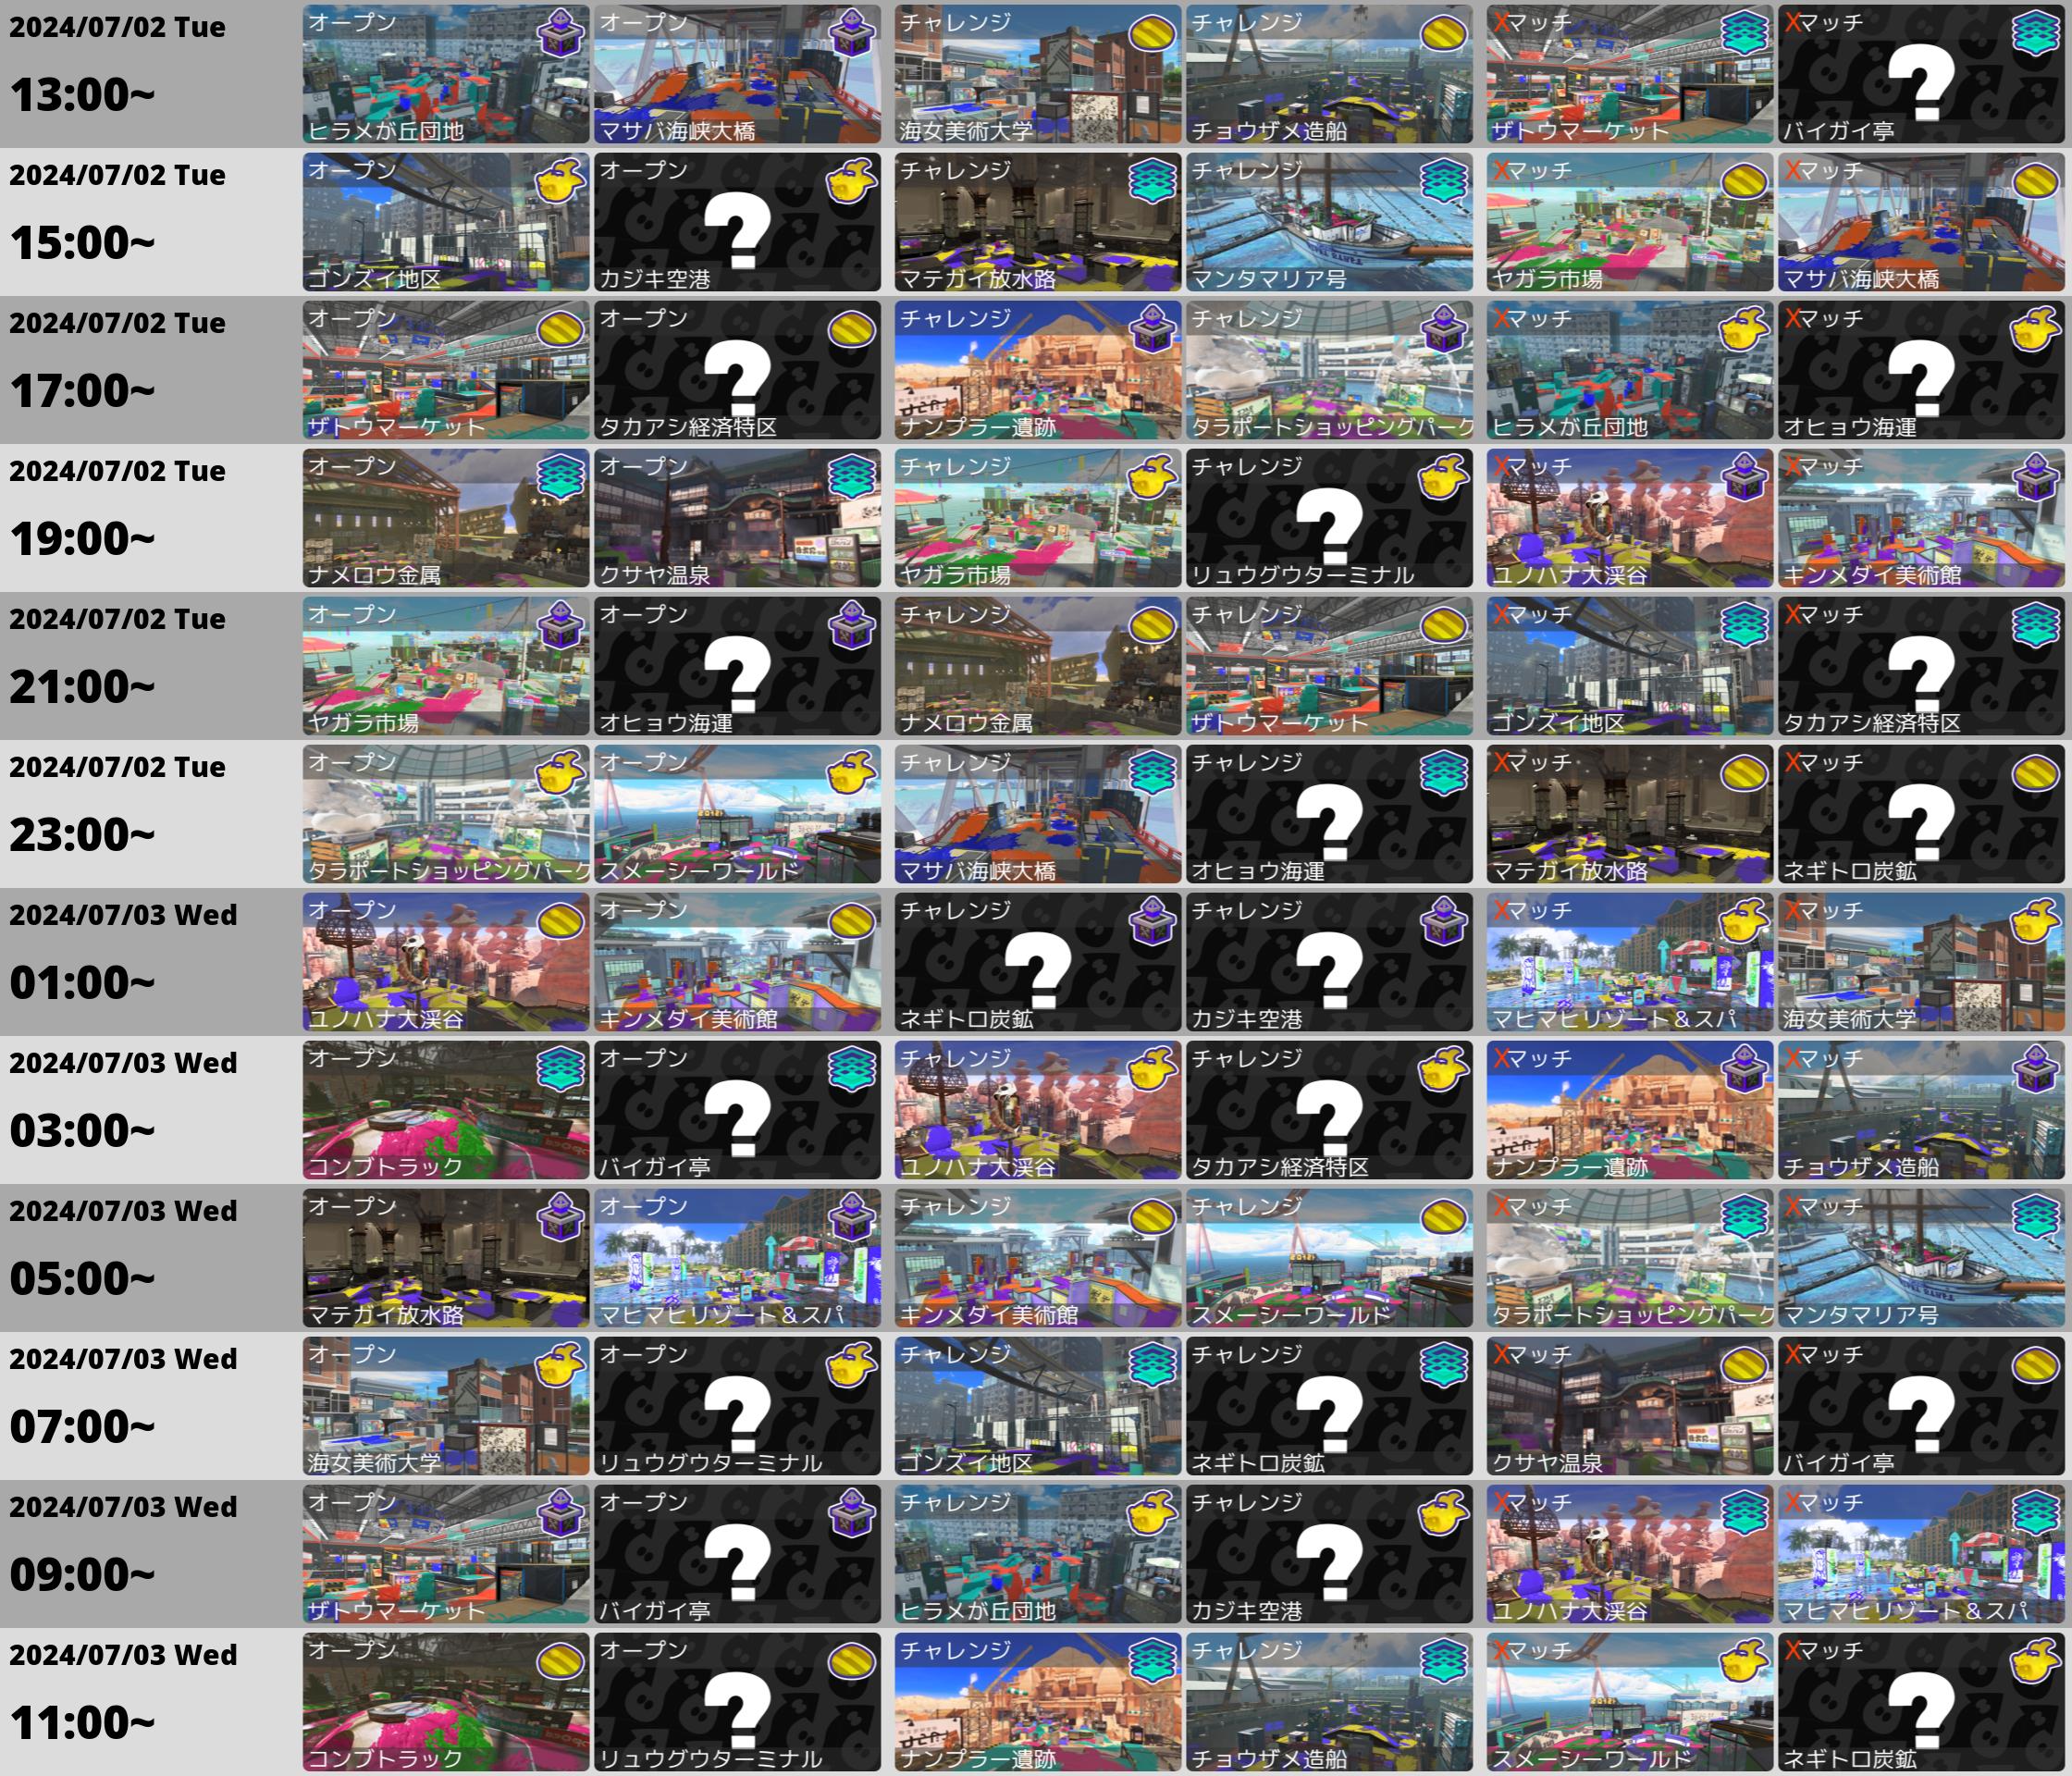 2024/07/02 Tue
13:00~
オープン
ヒラメが丘団地
オープン
マサバ海峡大橋
チャレンジ
海女美術大学
チャレンジ
チョウザメ造船
Xマッチ
ザトウマーケット
Xマッチ
?
バイガイ亭
2024/07/02 Tue
15:00~
オープン
ゴンズイ地区
オープン
?
カジキ空港
チャレンジ
マテガイ放水路
チャレンジ
マンタマリア号
Xマッチ
ヤガラ市場
Xマッチ
マサバ海峡大橋
2024/07/02 Tue
17:00~
オープン
ザトウマーケット
オープン
?
タカアシ経済特区
チャレンジ
ナンプラー遺跡
チャレンジ
タラポートショッピングパーク
Xマッチ
ヒラメが丘団地
Xマッチ
?
オヒョウ海運
2024/07/02 Tue
19:00~
オープン
ナメロウ金属
オープン
クサヤ温泉
チャレンジ
ヤガラ市場
チャレンジ
?
リュウグウターミナル
Xマッチ
ユノハナ大渓谷
Xマッチ
キンメダイ美術館
2024/07/02 Tue
21:00~
オープン
ヤガラ市場
オープン
?
オヒョウ海運
チャレンジ
ナメロウ金属
チャレンジ
ザトウマーケット
Xマッチ
ゴンズイ地区
Xマッチ
?
タカアシ経済特区
2024/07/02 Tue
23:00~
オープン
タラポートショッピングパーク
オープン
スメーシーワールド
チャレンジ
マサバ海峡大橋
チャレンジ
?
オヒョウ海運
Xマッチ
マテガイ放水路
Xマッチ
?
ネギトロ炭鉱
2024/07/03 Wed
01:00~
オープン
ユノハナ大渓谷
オープン
キンメダイ美術館
チャレンジ
?
ネギトロ炭鉱
チャレンジ
?
カジキ空港
Xマッチ
マヒマヒリゾート＆スパ
Xマッチ
海女美術大学
2024/07/03 Wed
03:00~
オープン
コンブトラック
オープン
?
バイガイ亭
チャレンジ
ユノハナ大渓谷
チャレンジ
?
タカアシ経済特区
Xマッチ
ナンプラー遺跡
Xマッチ
チョウザメ造船
2024/07/03 Wed
05:00~
オープン
マテガイ放水路
オープン
マヒマヒリゾート＆スパ
チャレンジ
キンメダイ美術館
チャレンジ
スメーシーワールド
Xマッチ
タラポートショッピングパーク
Xマッチ
マンタマリア号
2024/07/03 Wed
07:00~
オープン
海女美術大学
オープン
?
リュウグウターミナル
チャレンジ
ゴンズイ地区
チャレンジ
?
ネギトロ炭鉱
Xマッチ
クサヤ温泉
Xマッチ
?
バイガイ亭
2024/07/03 Wed
09:00~
オープン
ザトウマーケット
オープン
?
バイガイ亭
チャレンジ
ヒラメが丘団地
チャレンジ
?
カジキ空港
Xマッチ
ユノハナ大渓谷
Xマッチ
マヒマヒリゾート＆スパ
2024/07/03 Wed
11:00~
オープン
コンブトラック
オープン
?
リュウグウターミナル
チャレンジ
ナンプラー遺跡
チャレンジ
チョウザメ造船
Xマッチ
スメーシーワールド
Xマッチ
?
ネギトロ炭鉱